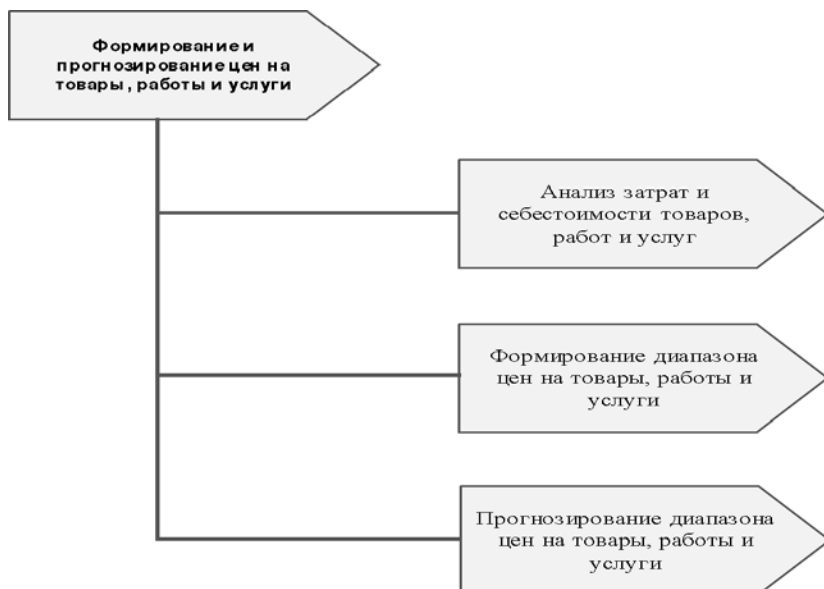 Формирование и
прогнозирование цен на
товары, работы и услуги
Анализ затрат и
себестоимости товаров,
работ и услуг
Формирование диапазона
цен на товары, работы и
услуги
Прогнозирование диапазона
цен на товары, работы и
услуги